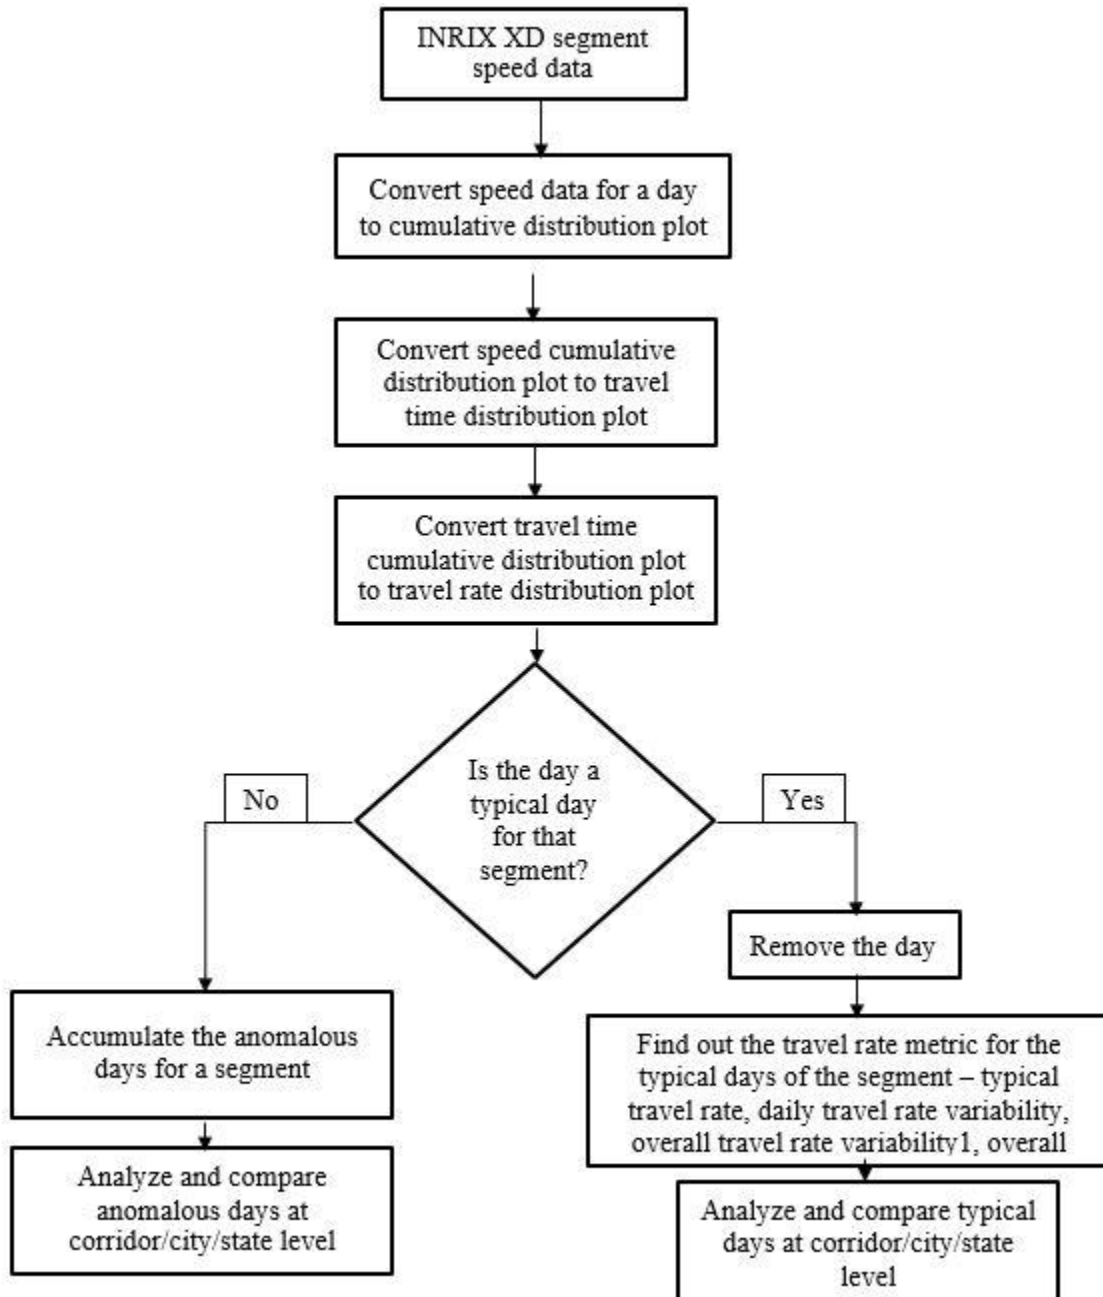 INRIX XD segment
speed data
Convert speed data for a day
to cumulative distribution plot
Convert speed cumulative
distribution plot to travel
time distribution plot
Convert travel time
cumulative distribution plot
to travel rate distribution plot
Is the day a
typical day
for that
segment?
No
Yes
Remove the day
Accumulate the anomalous
days for a segment
Find out the travel rate metric for the
typical days of the segment – typical
travel rate, daily travel rate variability,
overall travel rate variability1, overall
Analyze and compare
anomalous days at
corridor/city/state level
Analyze and compare typical
days at corridor/city/state
level